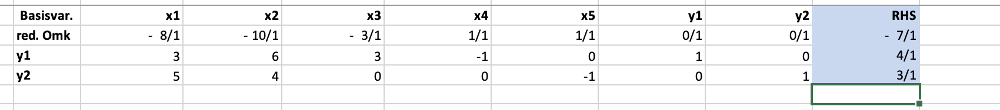 Basisvar. x1 x2 x3 x4 x5 y1 y2 RHS
red. Omk - 8/1 - 10/1 - 3/1 1/1 1/1 0/1 0/1 - 7/1
y1 3 6 3 -1 0 1 0 4/1
y2 5 4 0 0 -1 0 1 3/1